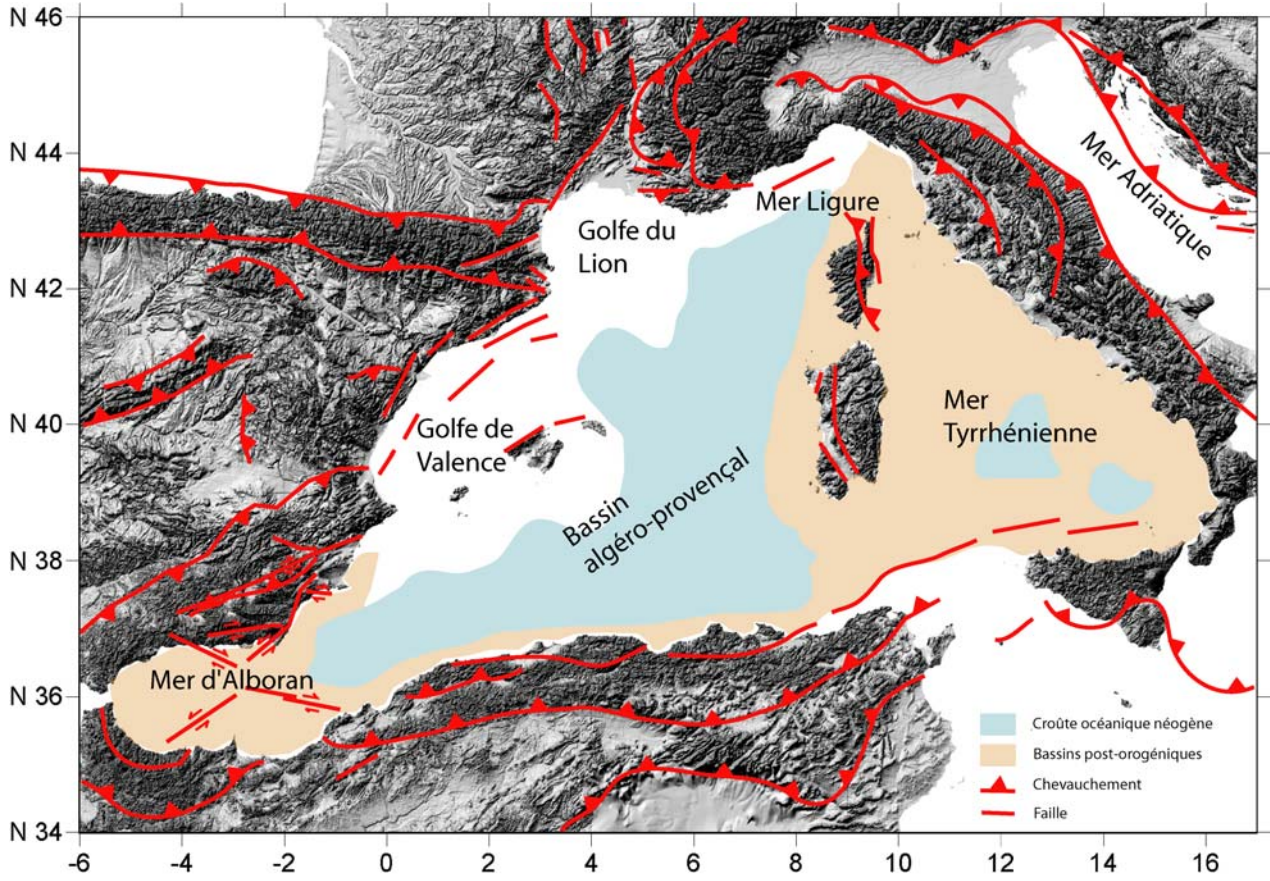 N 46
N 44
N 42
N 40
N 38
N 36
N 34
Mer Adriatique
Mer Ligure
Golfe du
Lion
Mer
Tyrrhénienne
Golfe de
Valence
Bassin
algéro-provençal
Mer d'Alboran
Croûte océanique néogène
Bassins post-orogéniques
Chevauchement
Faille
-6 -4 -2 0 2 4 6 8 10 12 14 16